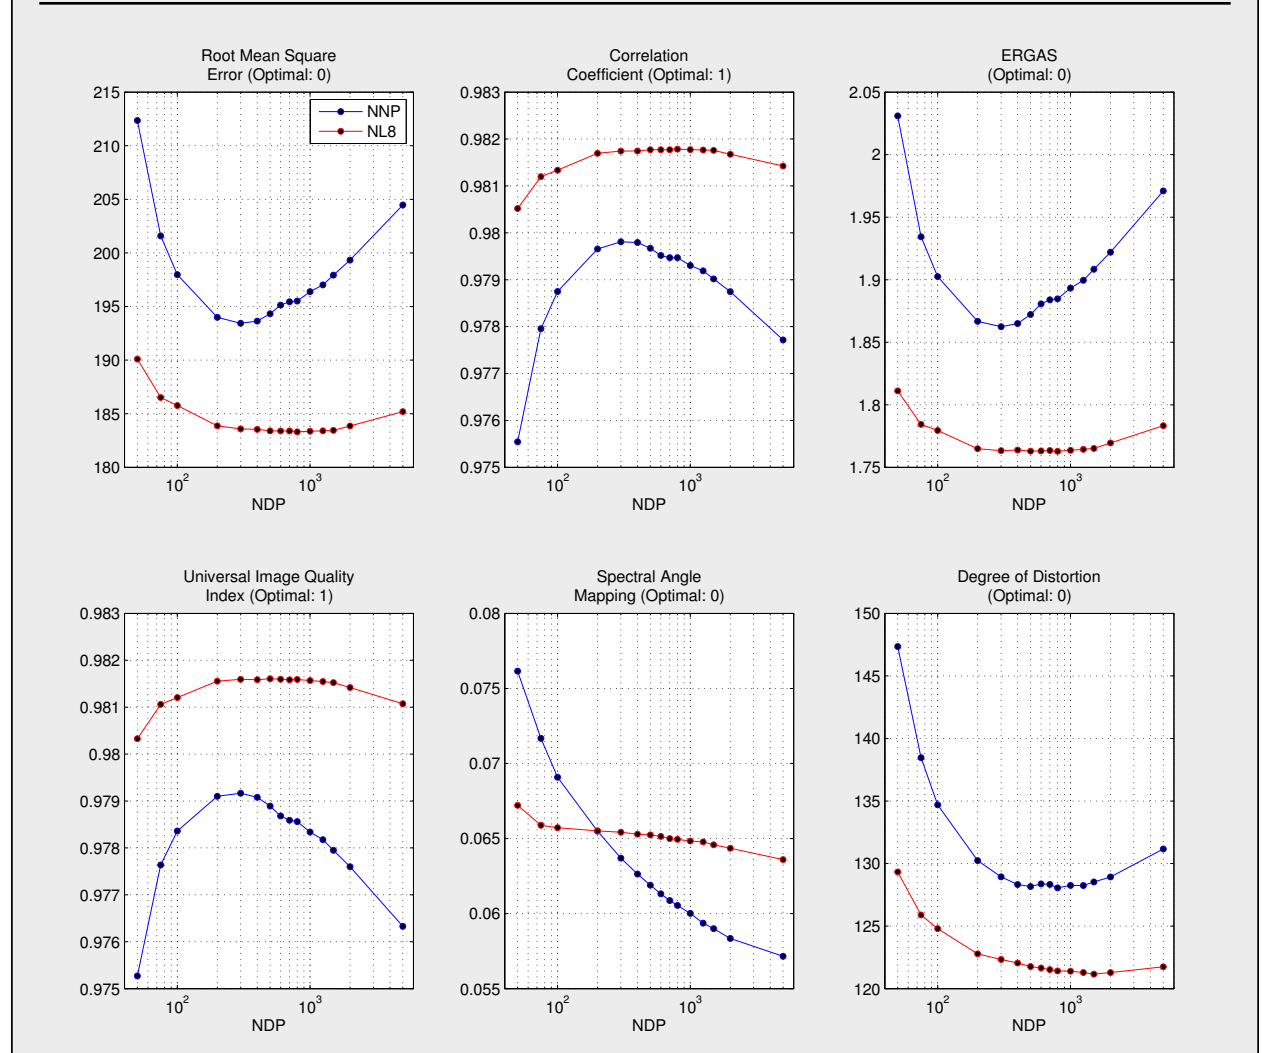 Root Mean Square
Error (Optimal: 0)
215
210
205
200
195
190
185
180
NNP
NL8
10^2
10^3
NDP
Correlation
Coefficient (Optimal: 1)
0.983
0.982
0.981
0.98
0.979
0.978
0.977
0.976
0.975
10^2
10^3
NDP
ERGAS
(Optimal: 0)
2.05
2
1.95
1.9
1.85
1.8
1.75
10^2
10^3
NDP
Universal Image Quality
Index (Optimal: 1)
0.983
0.982
0.981
0.98
0.979
0.978
0.977
0.976
0.975
10^2
10^3
NDP
Spectral Angle
Mapping (Optimal: 0)
0.08
0.075
0.07
0.065
0.06
0.055
10^2
10^3
NDP
Degree of Distortion
(Optimal: 0)
150
145
140
135
130
125
120
10^2
10^3
NDP